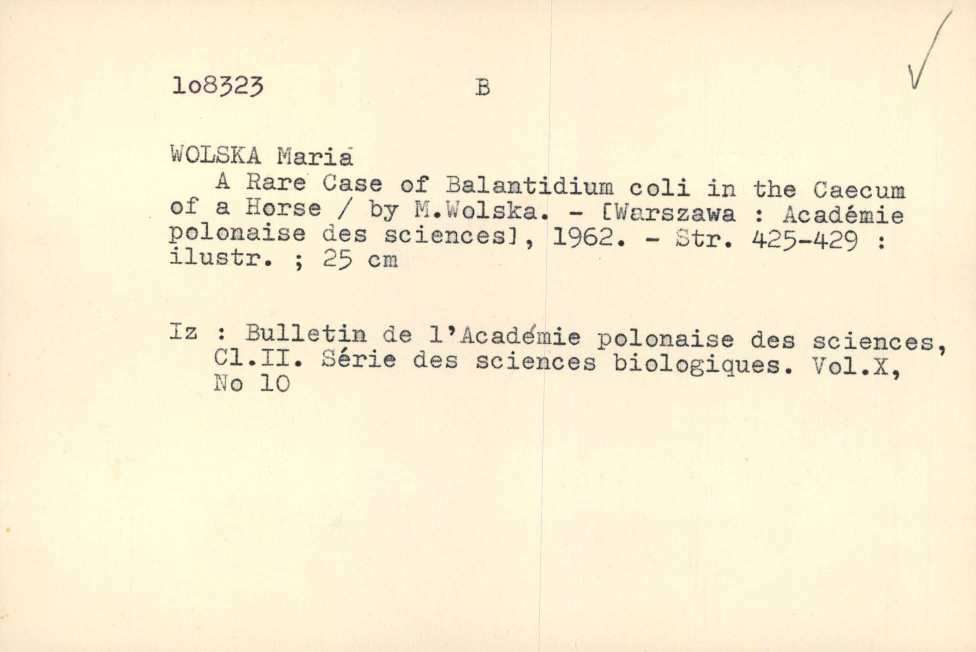 lo8323 B
WOLSKA Maria
A Rare Case of Balantidium coli in the Caecum
of a Horse / by M.Wolska. - [Warszawa : Académie
polonaise des sciences], 1962. - Str. 425-429 :
ilustr. ; 25 cm
Iz : Bulletin de l'Académie polonaise des sciences,
Cl.II. Série des sciences biologiques. Vol.X,
No lO